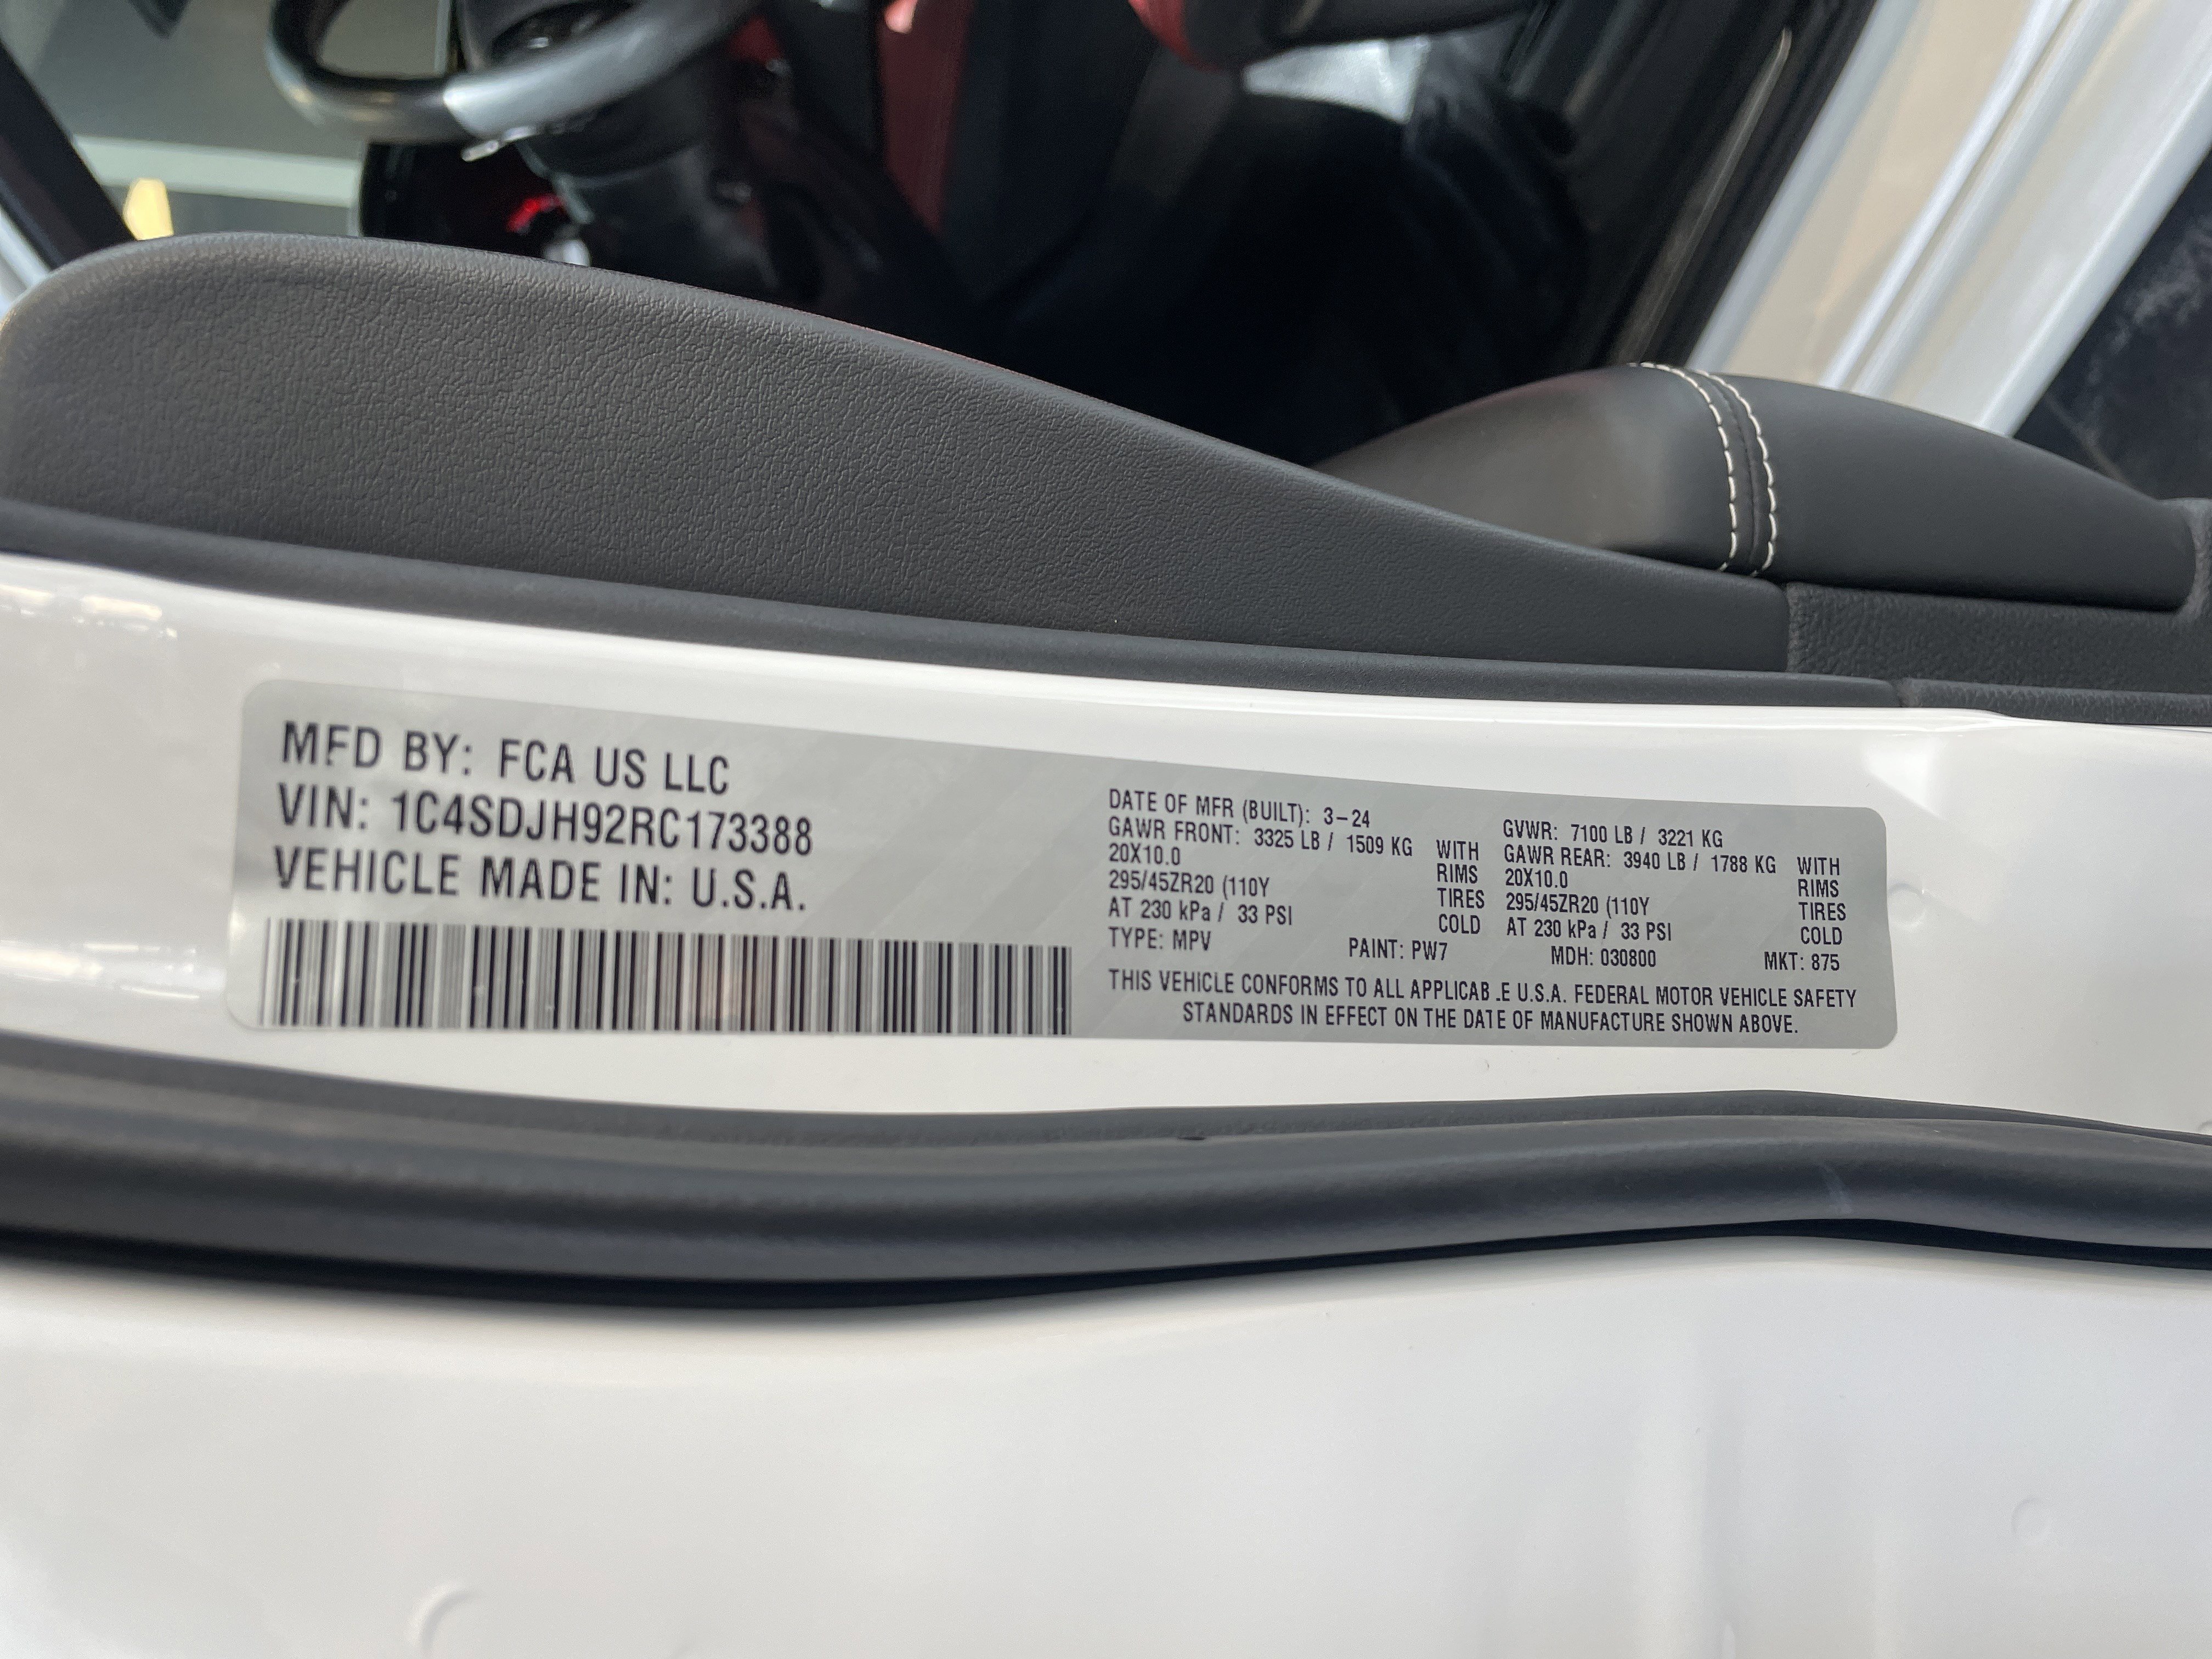 MFD BY: FCA US LLC
VIN: 1C4SDJH92RC173388
VEHICLE MADE IN: U.S.A.
DATE OF MFR (BUILT): 3-24
GAWR FRONT: 3325 LB / 1509 KG WITH
20X10.0 RIMS
295/45ZR20 (110Y TIRES
AT 230 kPa / 33 PSI COLD
GVWR: 7100 LB / 3221 KG
GAWR REAR: 3940 LB / 1788 KG WITH
20X10.0 RIMS
295/45ZR20 (110Y TIRES
AT 230 kPa / 33 PSI COLD
TYPE: MPV PAINT: PW7 MDH: 030800 MKT: 875
THIS VEHICLE CONFORMS TO ALL APPLICAB.E U.S.A. FEDERAL MOTOR VEHICLE SAFETY
STANDARDS IN EFFECT ON THE DATE OF MANUFACTURE SHOWN ABOVE.